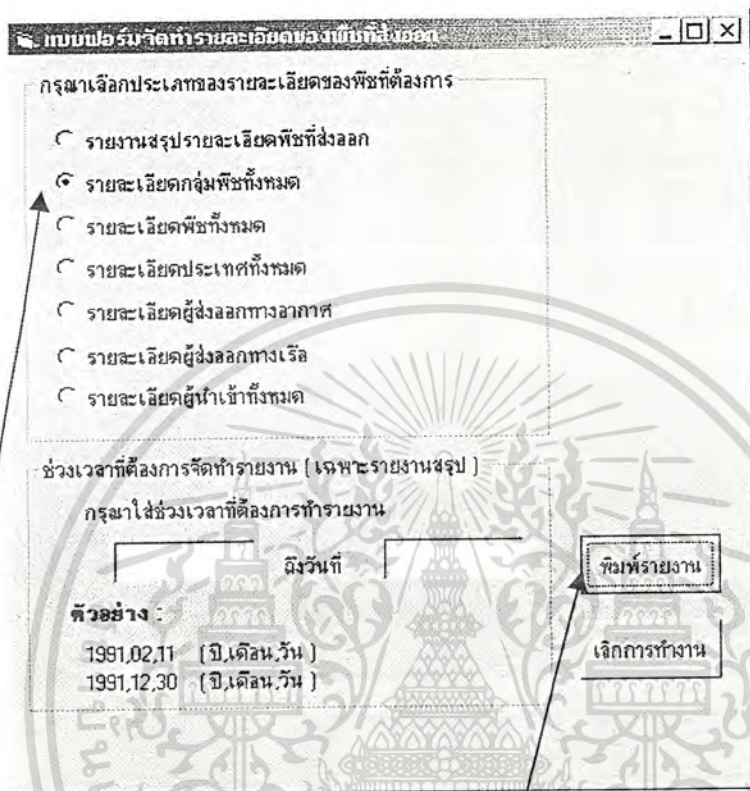 แบบฟอร์มจัดทำรายละเอียดของพืชที่ส่งออก
กรุณาเลือกประเภทของรายละเอียดของพืชที่ต้องการ
รายงานสรุปรายละเอียดพืชที่ส่งออก
รายละเอียดกลุ่มพืชทั้งหมด
รายละเอียดพืชทั้งหมด
รายละเอียดประเทศทั้งหมด
รายละเอียดผู้ส่งออกทางอากาศ
รายละเอียดผู้ส่งออกทางเรือ
รายละเอียดผู้นำเข้าทั้งหมด
ช่วงเวลาที่ต้องการจัดทำรายงาน ( เฉพาะรายงานสรุป )
กรุณาใส่ช่วงเวลาที่ต้องการทำรายงาน
ถึงวันที่
พิมพ์รายงาน
ตัวอย่าง :
1991,02,11 (ปี,เดือน,วัน )
1991,12,30 (ปี,เดือน,วัน )
เลิกการทำงาน